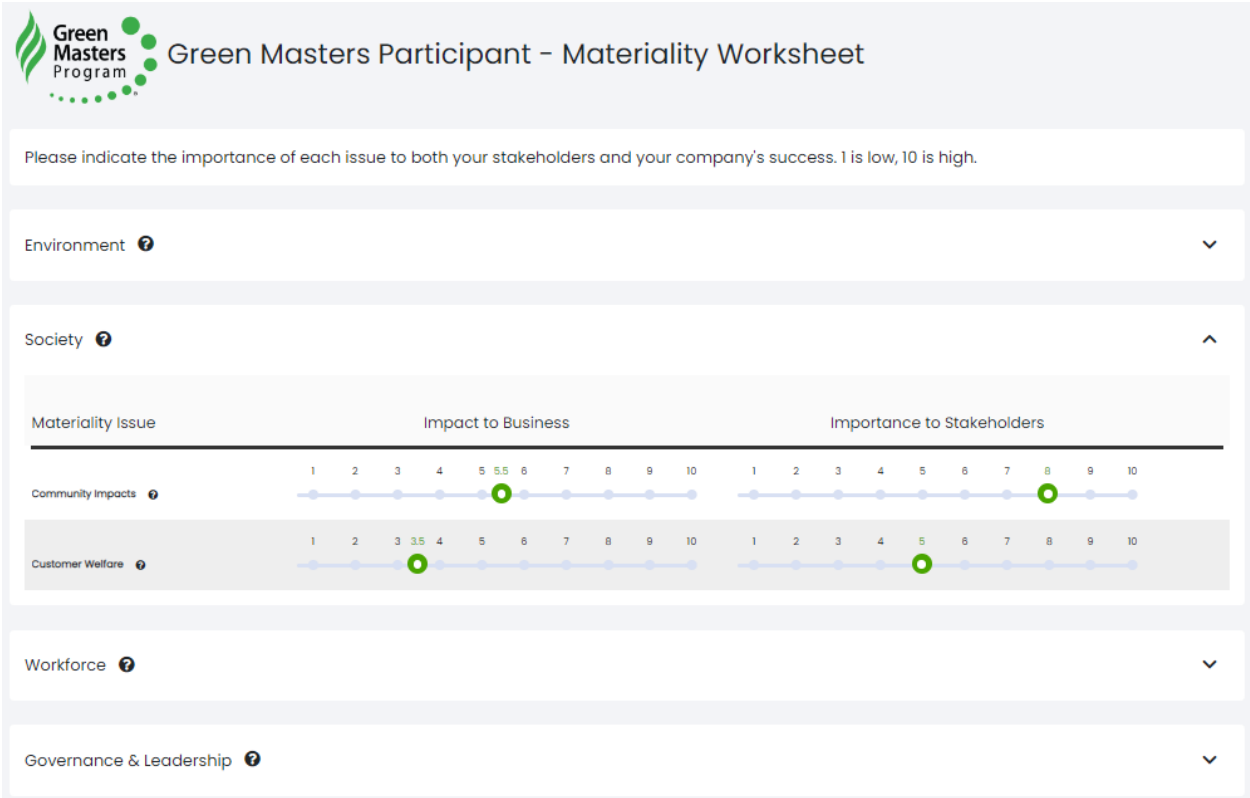 Green
Masters
Program
Green Masters Participant - Materiality Worksheet
Please indicate the importance of each issue to both your stakeholders and your company's success. 1 is low, 10 is high.
Environment ?
Society ?
Materiality Issue Impact to Business Importance to Stakeholders
1 2 3 4 5 5.5 6 7 8 9 10 1 2 3 4 5 6 7 8 9 10
Community Impacts ?
1 2 3 3.5 4 5 6 7 8 9 10 1 2 3 4 5 6 7 8 9 10
Customer Welfare ?
Workforce ?
Governance & Leadership ?